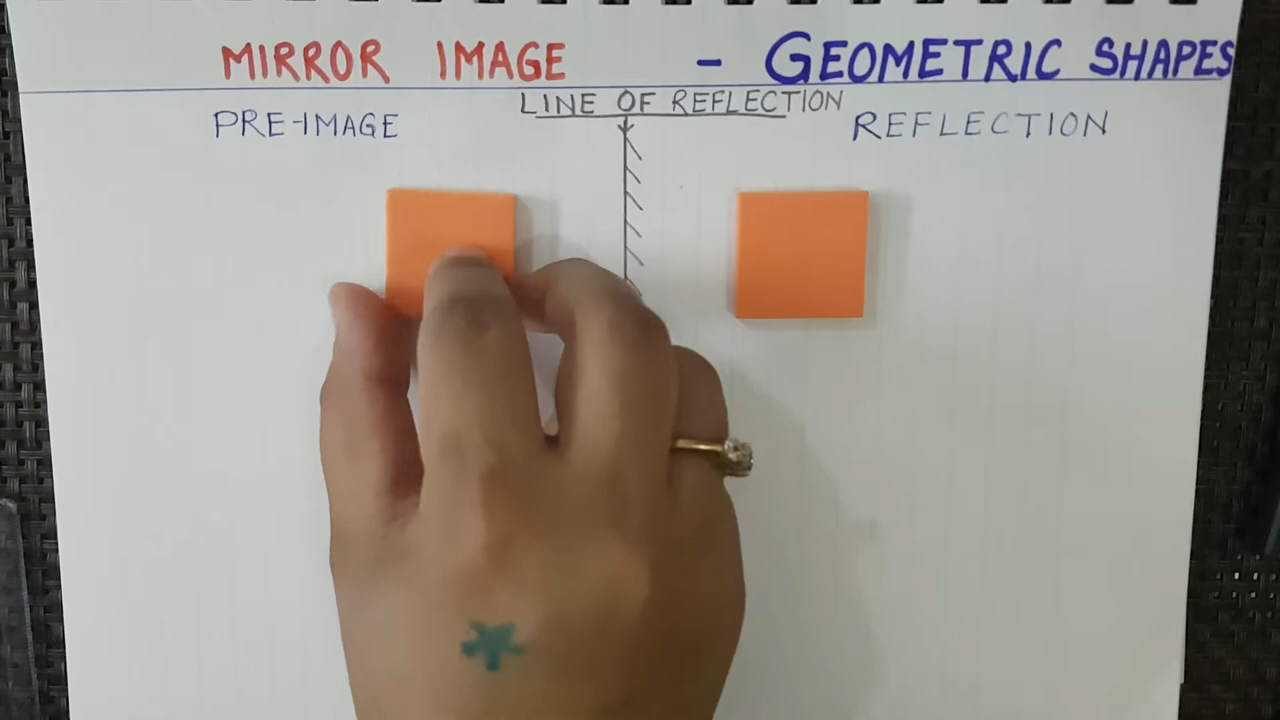 MIRROR IMAGE - GEOMETRIC SHAPES
LINE OF REFLECTION
PRE-IMAGE REFLECTION